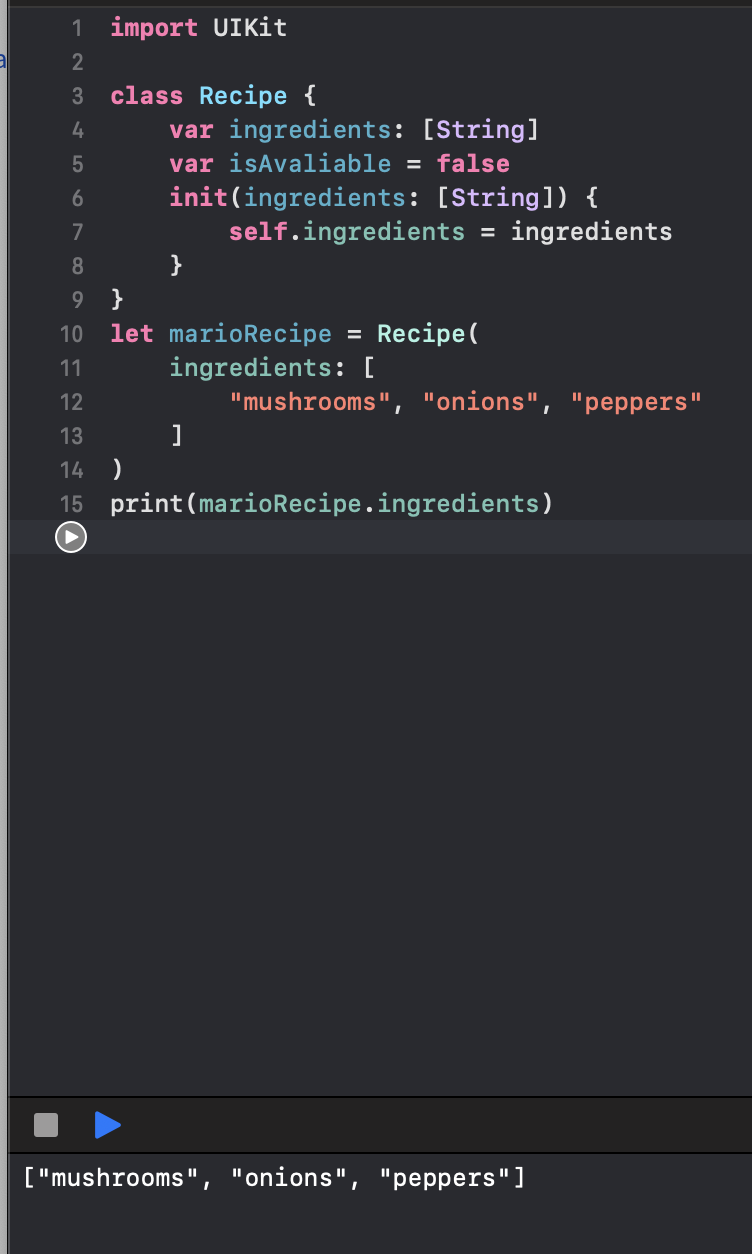 a
1 import UIKit
2
3 class Recipe {
4     var ingredients: [String]
5     var isAvaliable = false
6     init(ingredients: [String]) {
7         self.ingredients = ingredients
8     }
9 }
10 let marioRecipe = Recipe(
11     ingredients: [
12         "mushrooms", "onions", "peppers"
13     ]
14 )
15 print(marioRecipe.ingredients)
["mushrooms", "onions", "peppers"]